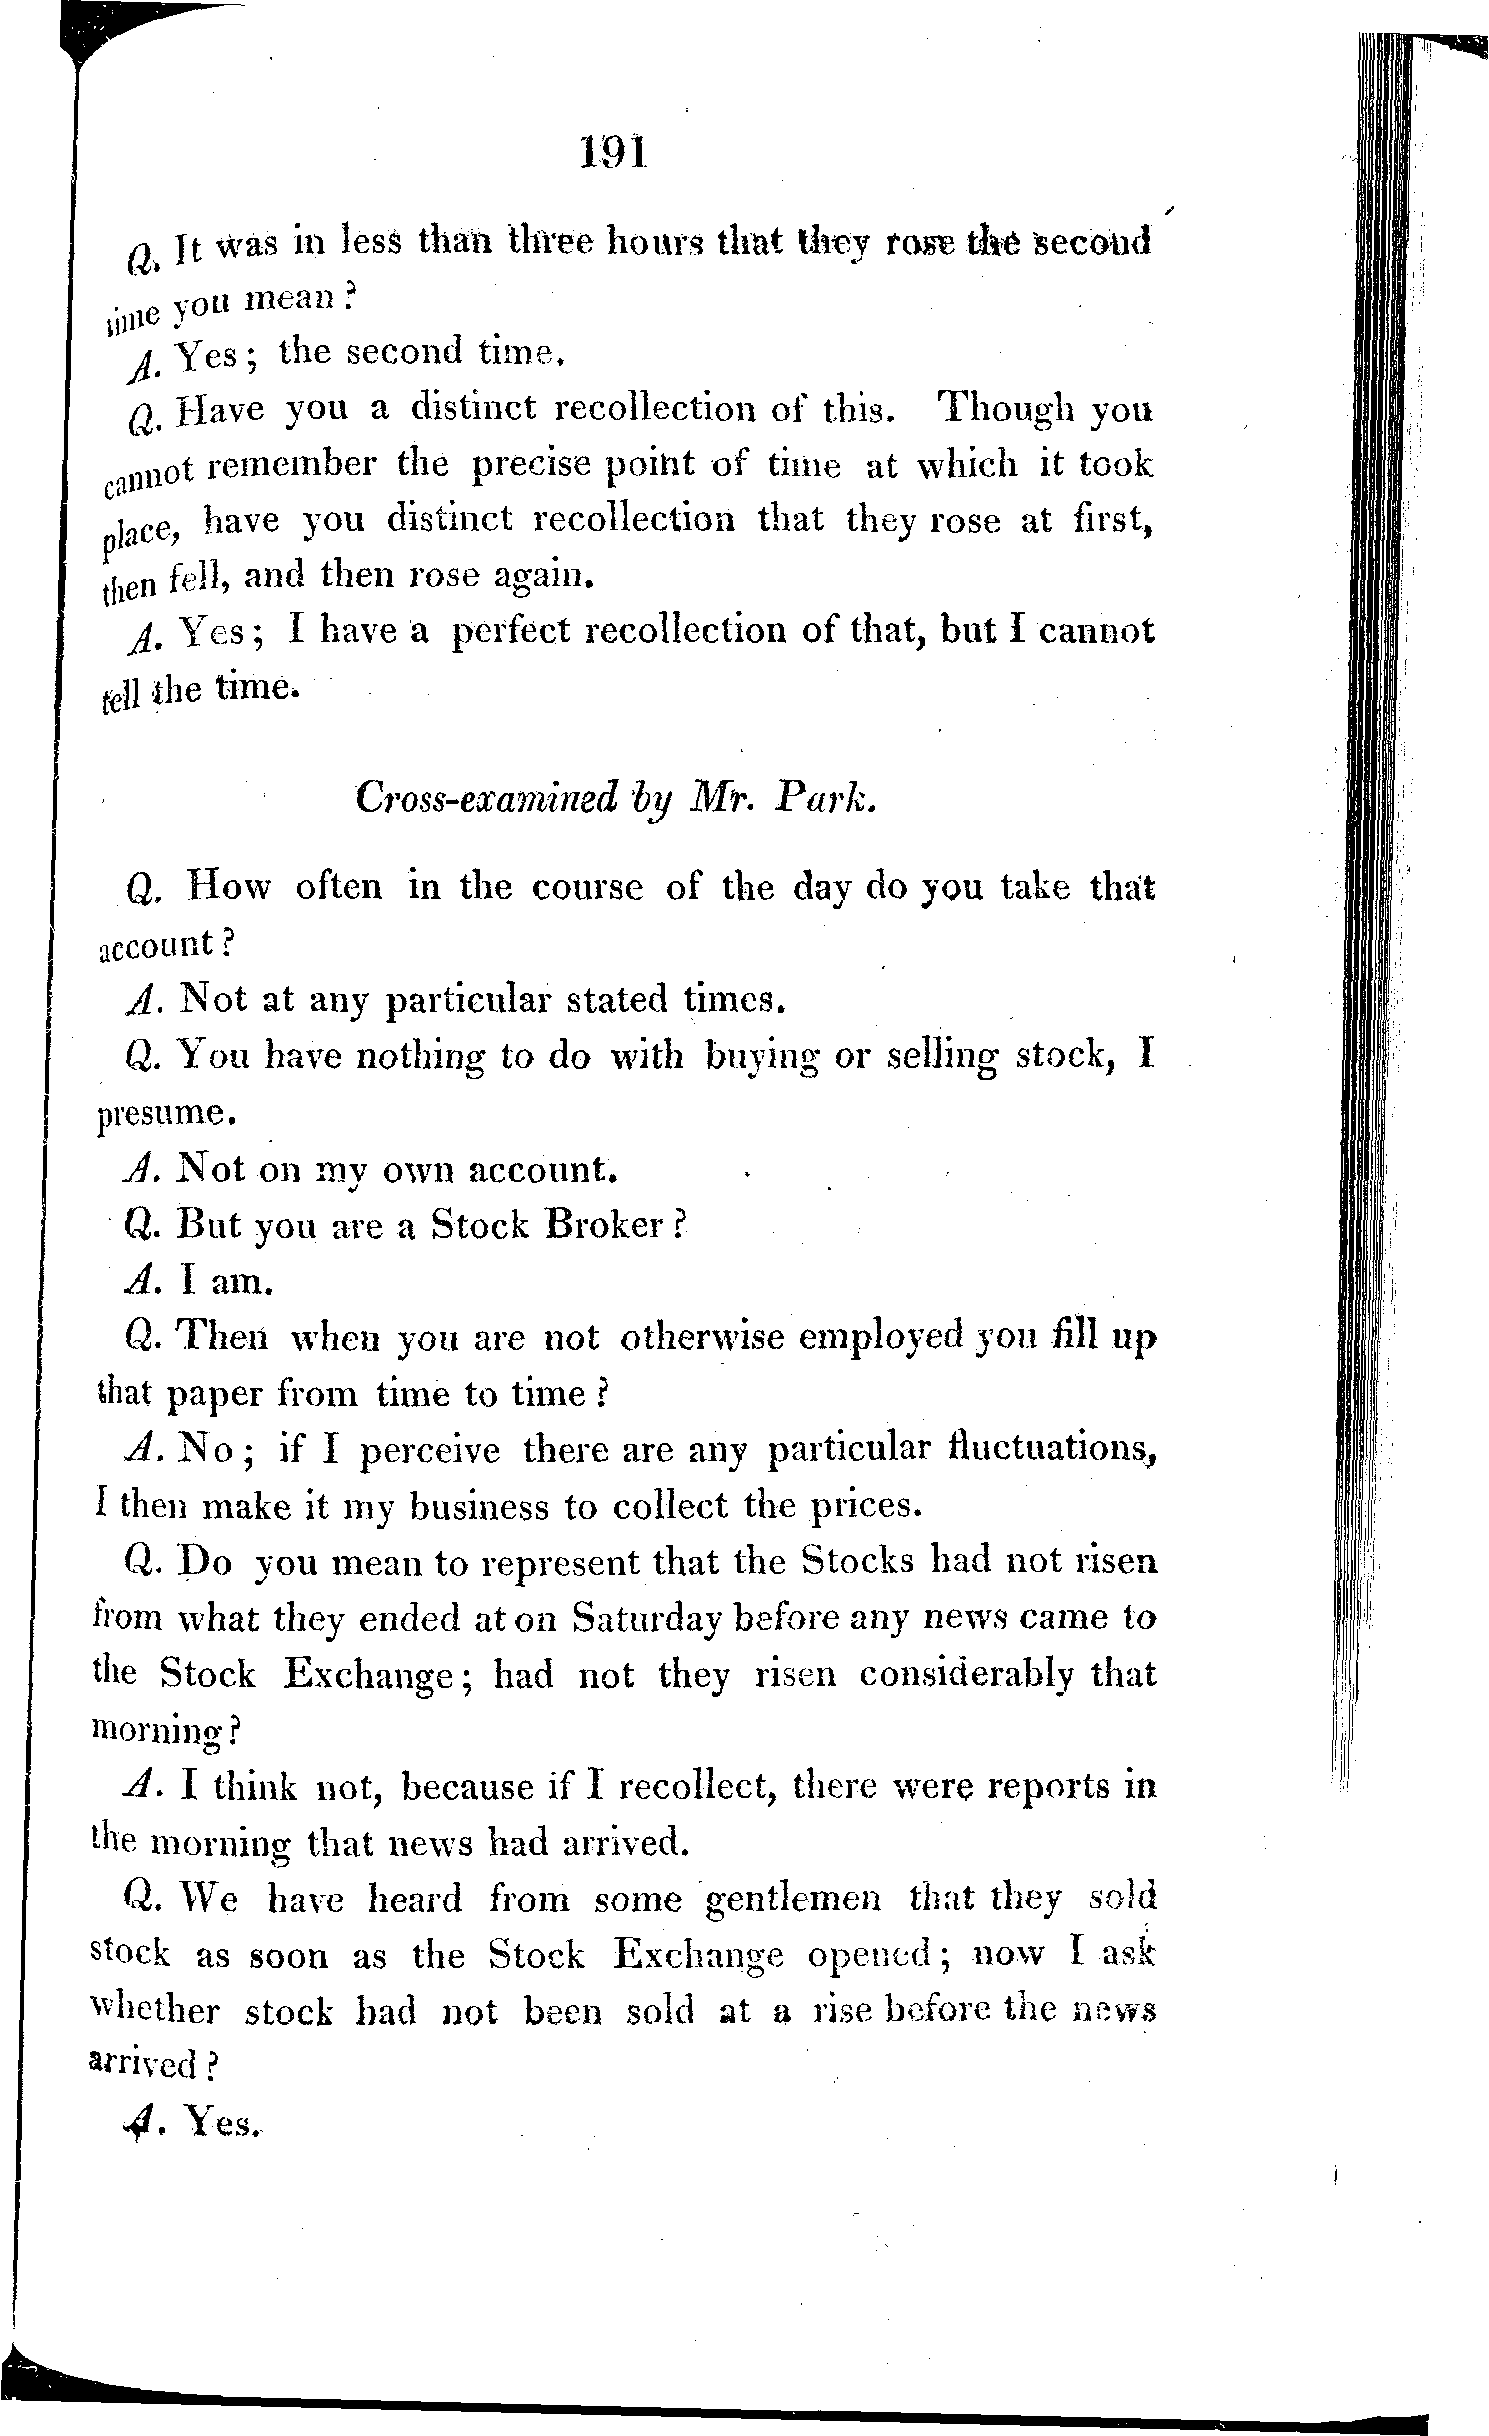 191
Q. It was in less than three hours that they rose the second
time you mean?
A. Yes; the second time.
Q. Have you a distinct recollection of this. Though you
cannot remember the precise point of time at which it took
place, have you distinct recollection that they rose at first,
then fell, and then rose again.
A. Yes; I have a perfect recollection of that, but I cannot
tell the time.
Cross-examined by Mr. Park.
Q. How often in the course of the day do you take that
account?
A. Not at any particular stated times.
Q. You have nothing to do with buying or selling stock, I
presume.
A. Not on my own account.
Q. But you are a Stock Broker?
A. I am.
Q. Then when you are not otherwise employed you fill up
that paper from time to time?
A. No; if I perceive there are any particular fluctuations,
I then make it my business to collect the prices.
Q. Do you mean to represent that the Stocks had not risen
from what they ended at on Saturday before any news came to
the Stock Exchange; had not they risen considerably that
morning?
A. I think not, because if I recollect, there were reports in
the morning that news had arrived.
Q. We have heard from some gentlemen that they sold
stock as soon as the Stock Exchange opened; now I ask
whether stock had not been sold at a rise before the news
arrived?
A. Yes.